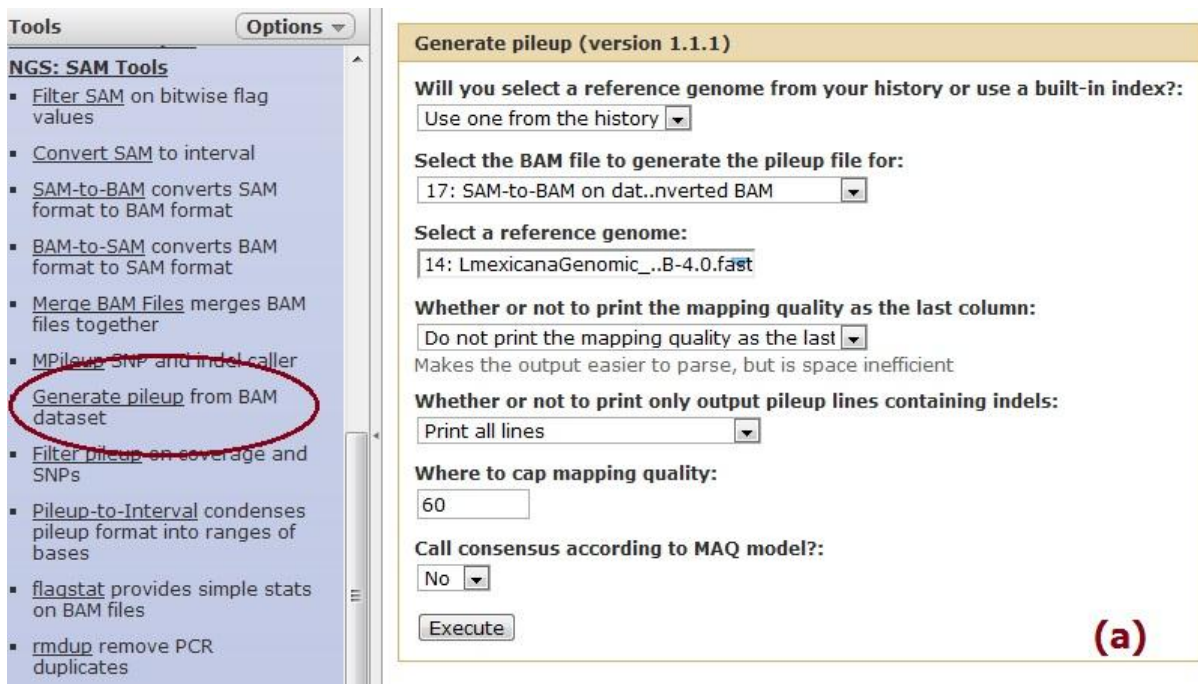 Tools
Options
NGS: SAM Tools
Filter SAM on bitwise flag
values
Convert SAM to interval
SAM-to-BAM converts SAM
format to BAM format
BAM-to-SAM converts BAM
format to SAM format
Merge BAM Files merges BAM
files together
MPileup SNP and indel caller
Generate pileup from BAM
dataset
Filter pileup on coverage and
SNPs
Pileup-to-Interval condenses
pileup format into ranges of
bases
flagstat provides simple stats
on BAM files
rmdup remove PCR
duplicates
Generate pileup (version 1.1.1)
Will you select a reference genome from your history or use a built-in index?:
Use one from the history
Select the BAM file to generate the pileup file for:
17: SAM-to-BAM on dat..nverted BAM
Select a reference genome:
14: LmexicanaGenomic_..B-4.0.fast
Whether or not to print the mapping quality as the last column:
Do not print the mapping quality as the last
Makes the output easier to parse, but is space inefficient
Whether or not to print only output pileup lines containing indels:
Print all lines
Where to cap mapping quality:
60
Call consensus according to MAQ model?:
No
Execute
(a)